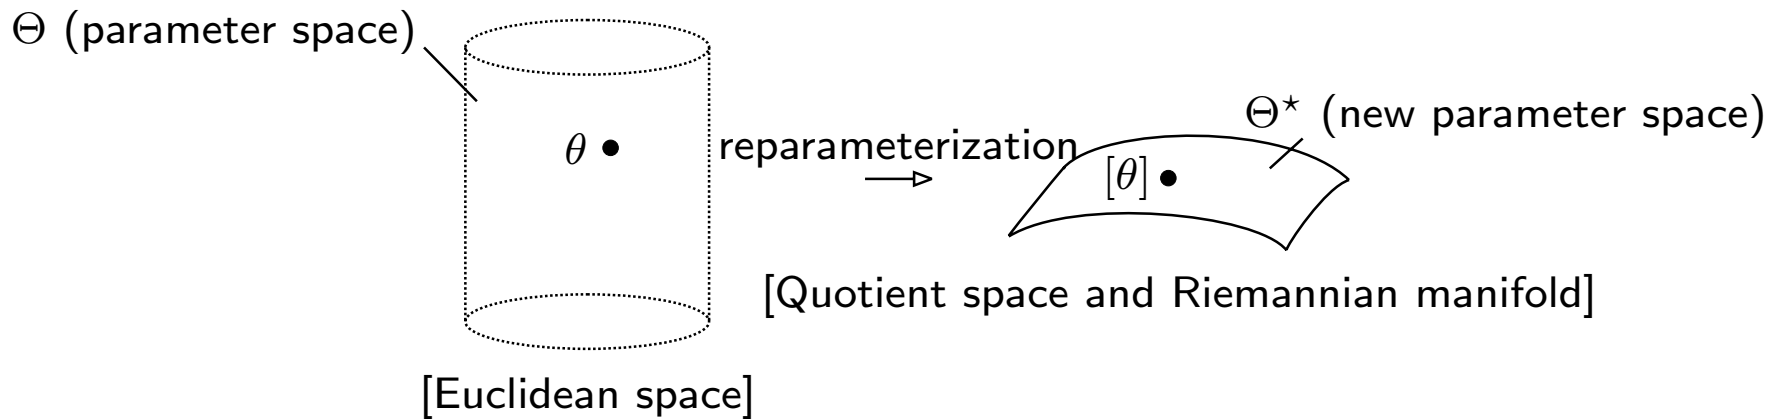 Θ (parameter space)
θ
reparameterization
Θ⋆ (new parameter space)
[θ]
[Quotient space and Riemannian manifold]
[Euclidean space]